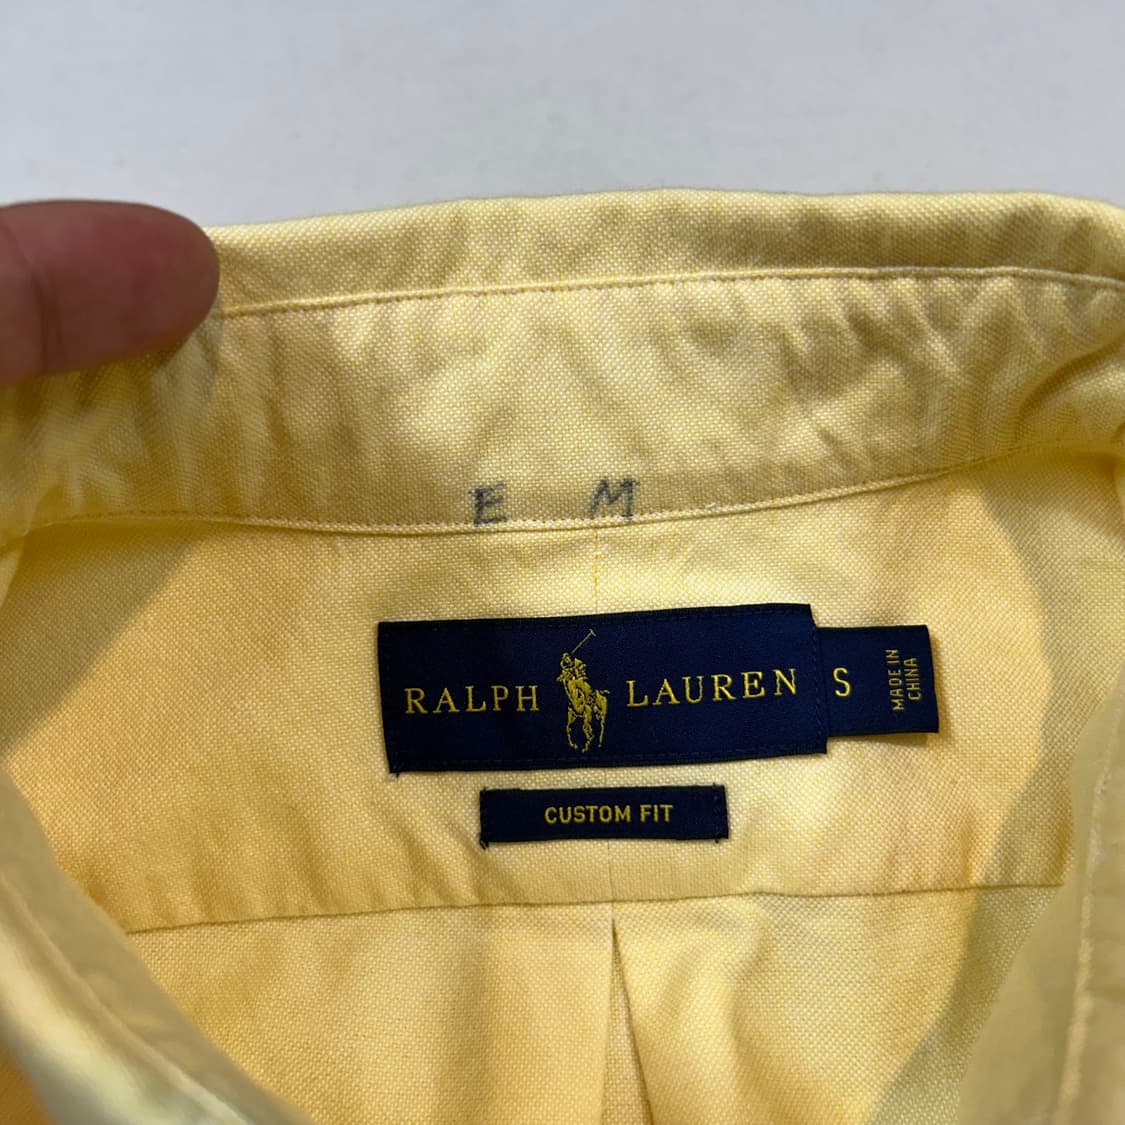 E M
RALPH LAUREN S
MADE IN
CHINA
CUSTOM FIT